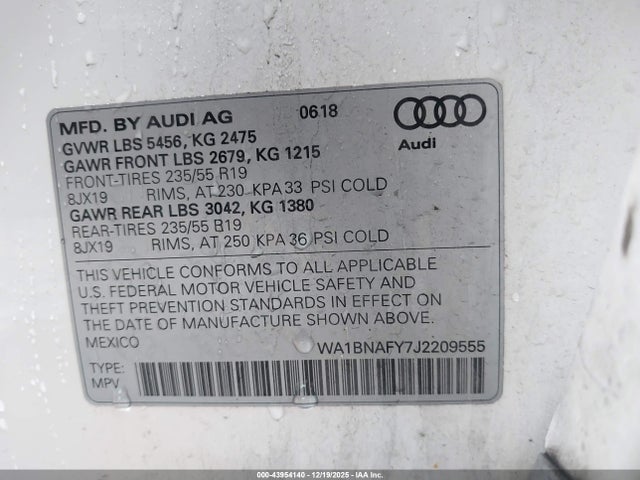 MFD. BY AUDI AG 0618
GVWR LBS 5456, KG 2475
GAWR FRONT LBS 2679, KG 1215
FRONT-TIRES 235/55 R19
8JX19 RIMS, AT 230 KPA 33 PSI COLD
GAWR REAR LBS 3042, KG 1380
REAR-TIRES 235/55 R19
8JX19 RIMS, AT 250 KPA 36 PSI COLD
Audi
THIS VEHICLE CONFORMS TO ALL APPLICABLE
U.S. FEDERAL MOTOR VEHICLE SAFETY AND
THEFT PREVENTION STANDARDS IN EFFECT ON
THE DATE OF MANUFACTURE SHOWN ABOVE.
MEXICO WA1BNAFY7J2209555
TYPE:
MPV
000-43954140 - 12/19/2025 - IAAI.COM